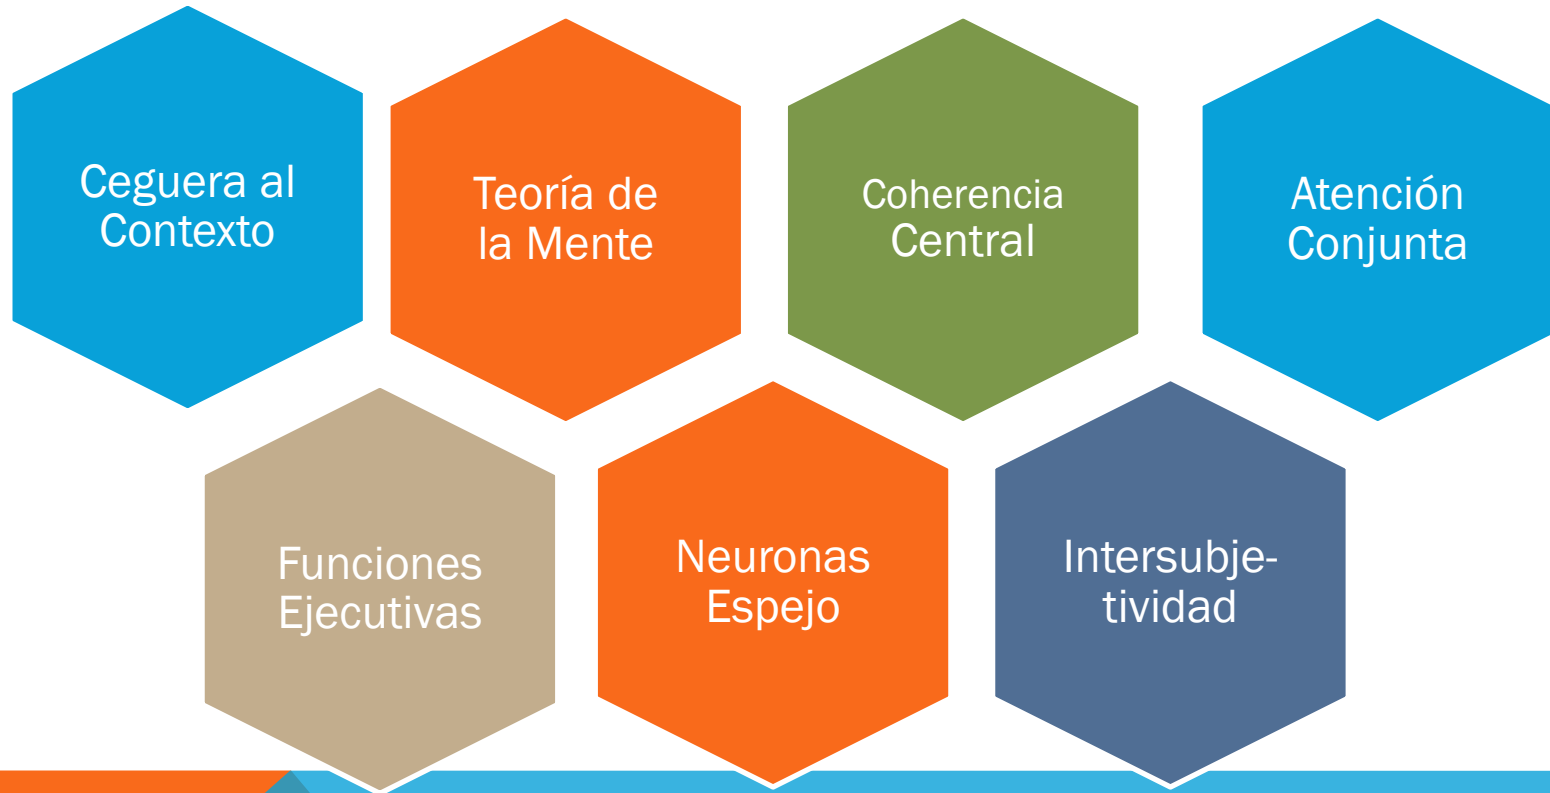 Ceguera al
Contexto
Teoría de
la Mente
Coherencia
Central
Atención
Conjunta
Funciones
Ejecutivas
Neuronas
Espejo
Intersubje-
tividad